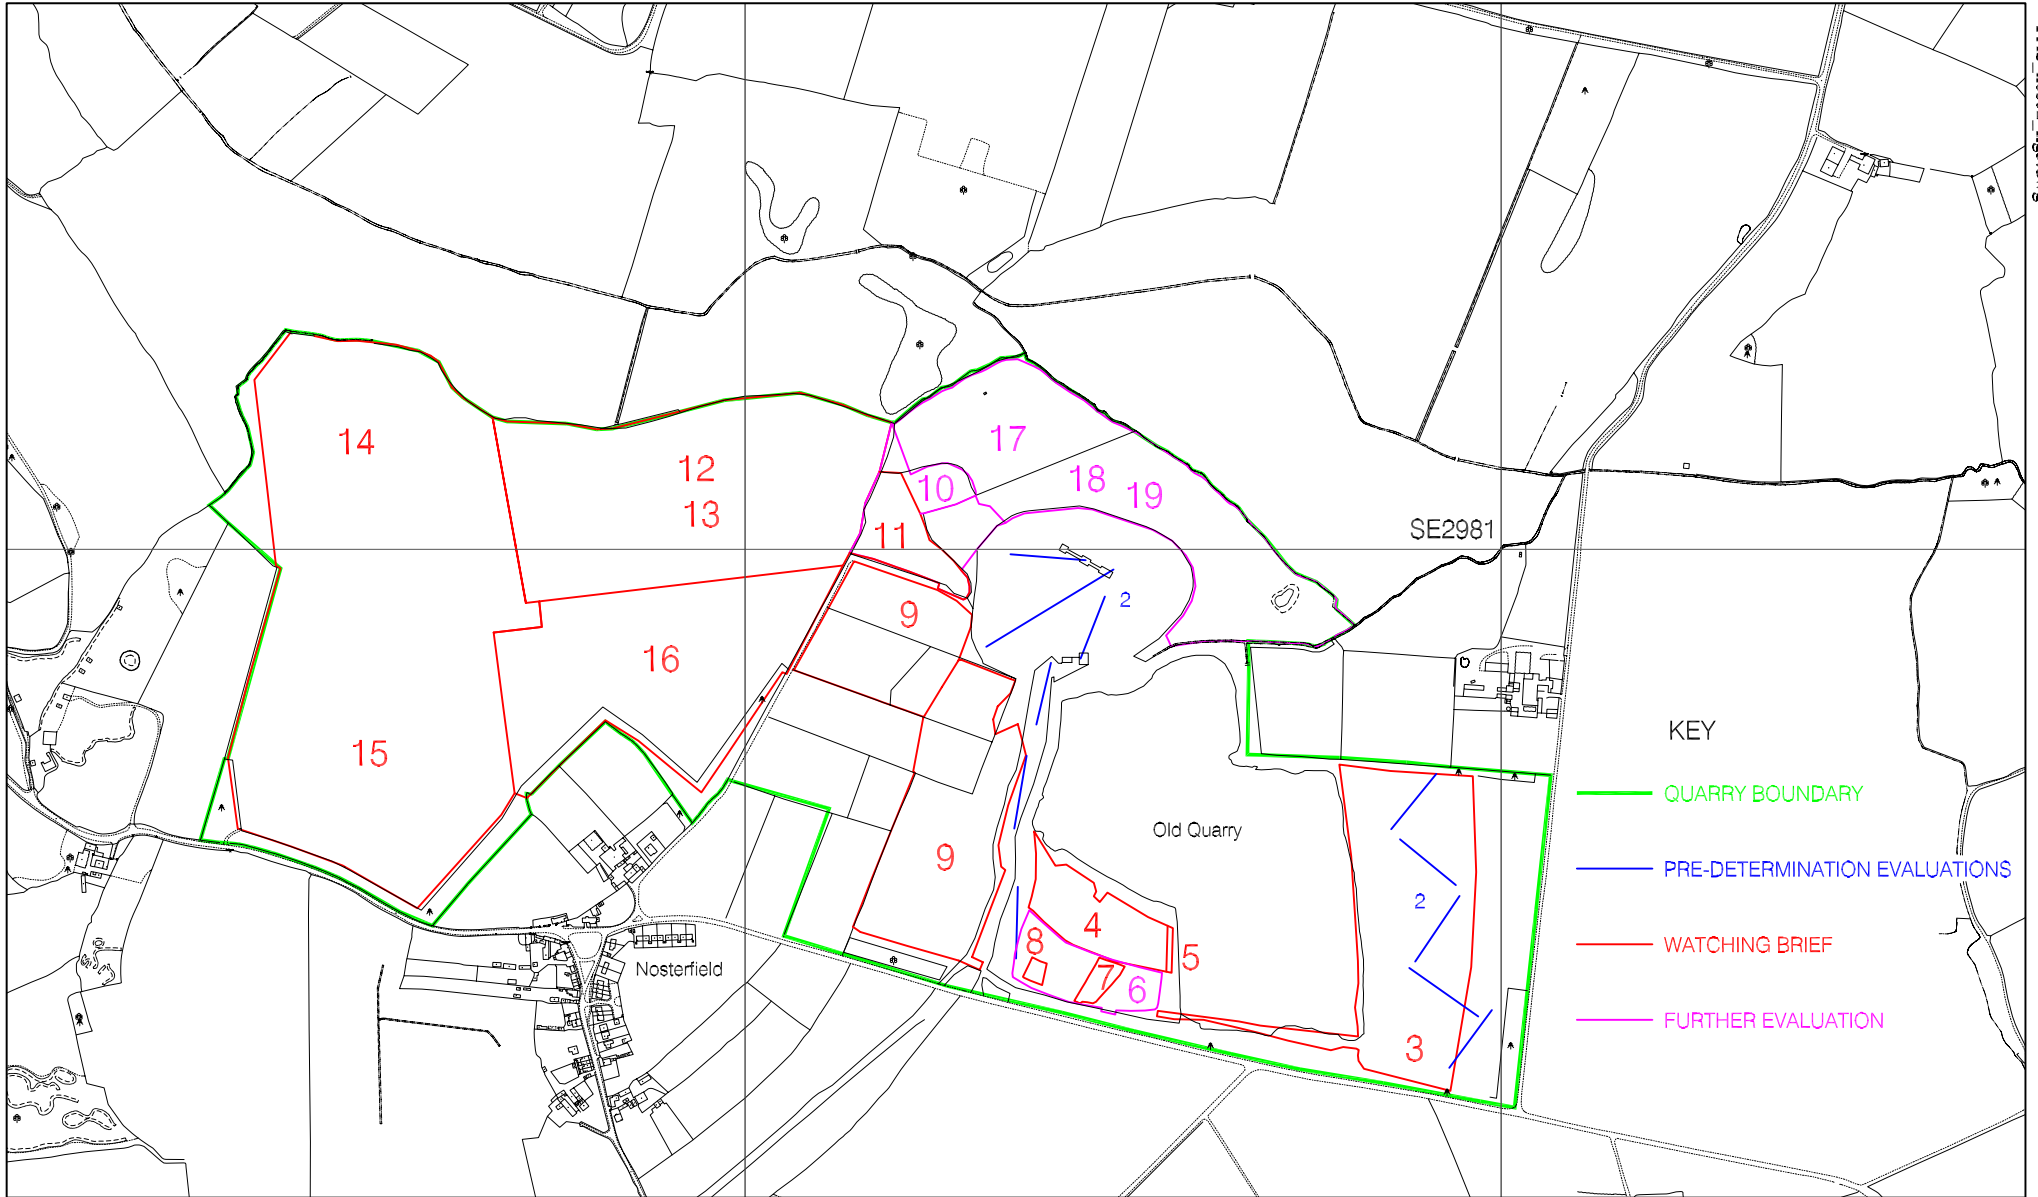 14
12
13
17
10
18
19
11
SE2981
9
2
16
15
KEY
QUARRY BOUNDARY
Old Quarry
9
PRE-DETERMINATION EVALUATIONS
2
4
8
5
WATCHING BRIEF
Nosterfield
7
6
3
FURTHER EVALUATION